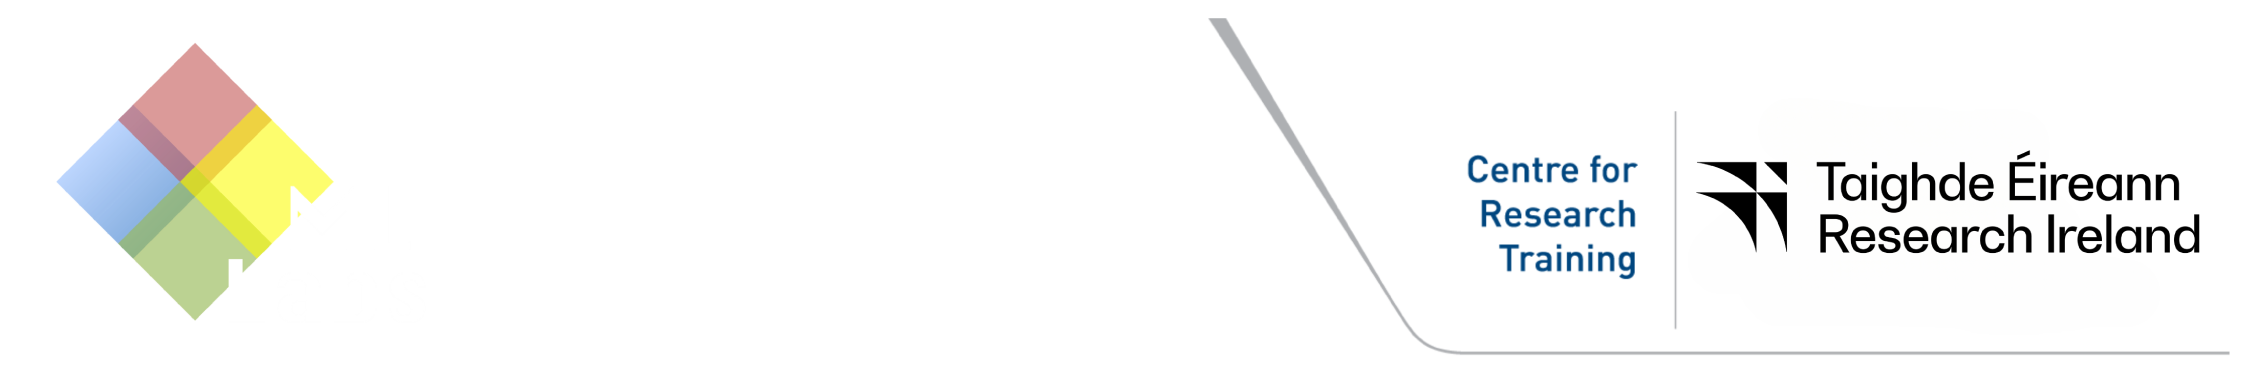 Centre for
Research
Training
Taighde Éireann
Research Ireland